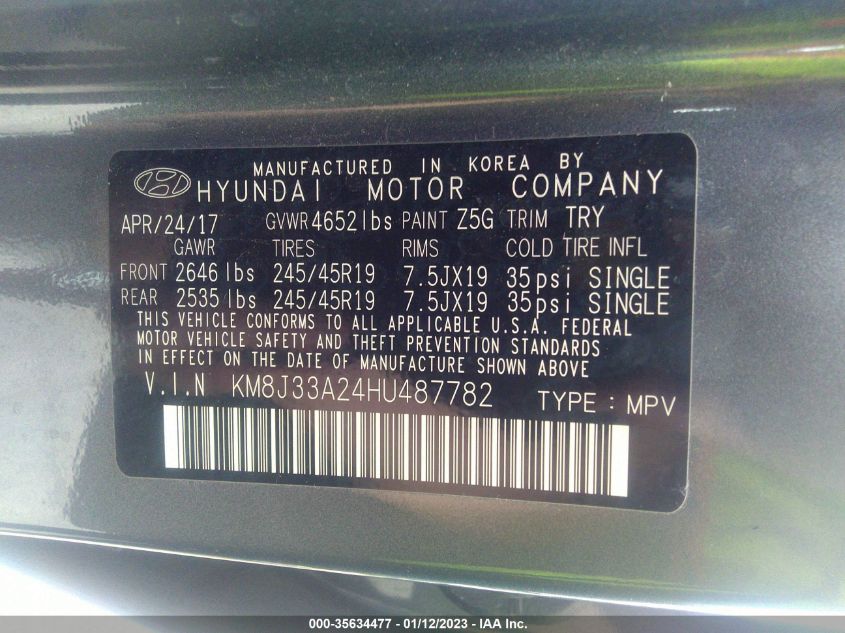 MANUFACTURED IN KOREA BY
HYUNDAI MOTOR COMPANY
APR/24/17 GVWR 4652 lbs PAINT Z5G TRIM TRY
GAWR TIRES RIMS COLD TIRE INFL
FRONT 2646 lbs 245/45R19 7.5JX19 35psi SINGLE
REAR 2535 lbs 245/45R19 7.5JX19 35psi SINGLE
THIS VEHICLE CONFORMS TO ALL APPLICABLE U.S.A. FEDERAL
MOTOR VEHICLE SAFETY AND THEFT PREVENTION STANDARDS
IN EFFECT ON THE DATE OF MANUFACTURE SHOWN ABOVE
V.I.N KM8J33A24HU487782 TYPE : MPV
000-35634477 - 01/12/2023 - IAA Inc.